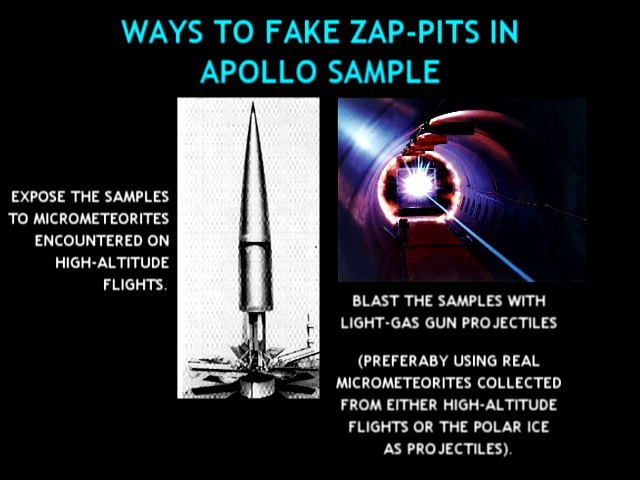 WAYS TO FAKE ZAP-PITS IN
APOLLO SAMPLE
EXPOSE THE SAMPLES
TO MICROMETEORITES
ENCOUNTERED ON
HIGH-ALTITUDE
FLIGHTS.
BLAST THE SAMPLES WITH
LIGHT-GAS GUN PROJECTILES
(PREFERABY USING REAL
MICROMETEORITES COLLECTED
FROM EITHER HIGH-ALTITUDE
FLIGHTS OR THE POLAR ICE
AS PROJECTILES).